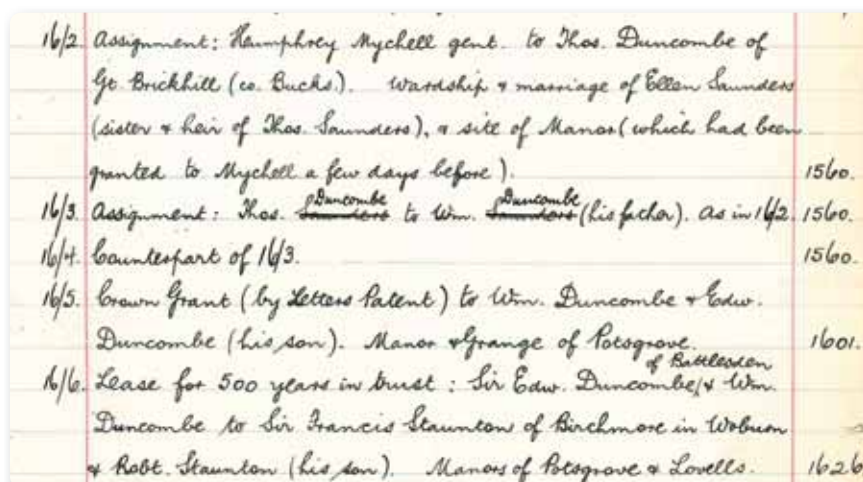 16/2 Assignment: Humphrey Mychell gent. to Thos. Duncombe of
Gt. Brickhill (co. Bucks.). Wardship & marriage of Ellen Saunders
(sister & heir of Thos. Saunders), & site of Manor (which had been
granted to Mychell a few days before). 1560.
16/3. Assignment: Thos. Saunders Duncombe to Wm. Saunders Duncombe (his father). As in 16/2. 1560.
16/4. Counterpart of 16/3. 1560.
16/5. Crown Grant (by Letters Patent) to Wm. Duncombe & Edw.
Duncombe (his son). Manor & Grange of Potsgrove. 1601.
16/6. Lease for 500 years in trust: Sir Edw. Duncombe of Battlesden & Wm.
Duncombe to Sir Francis Staunton of Birchmore in Woburn
& Robt. Staunton (his son). Manors of Potsgrove & Lovells. 1626